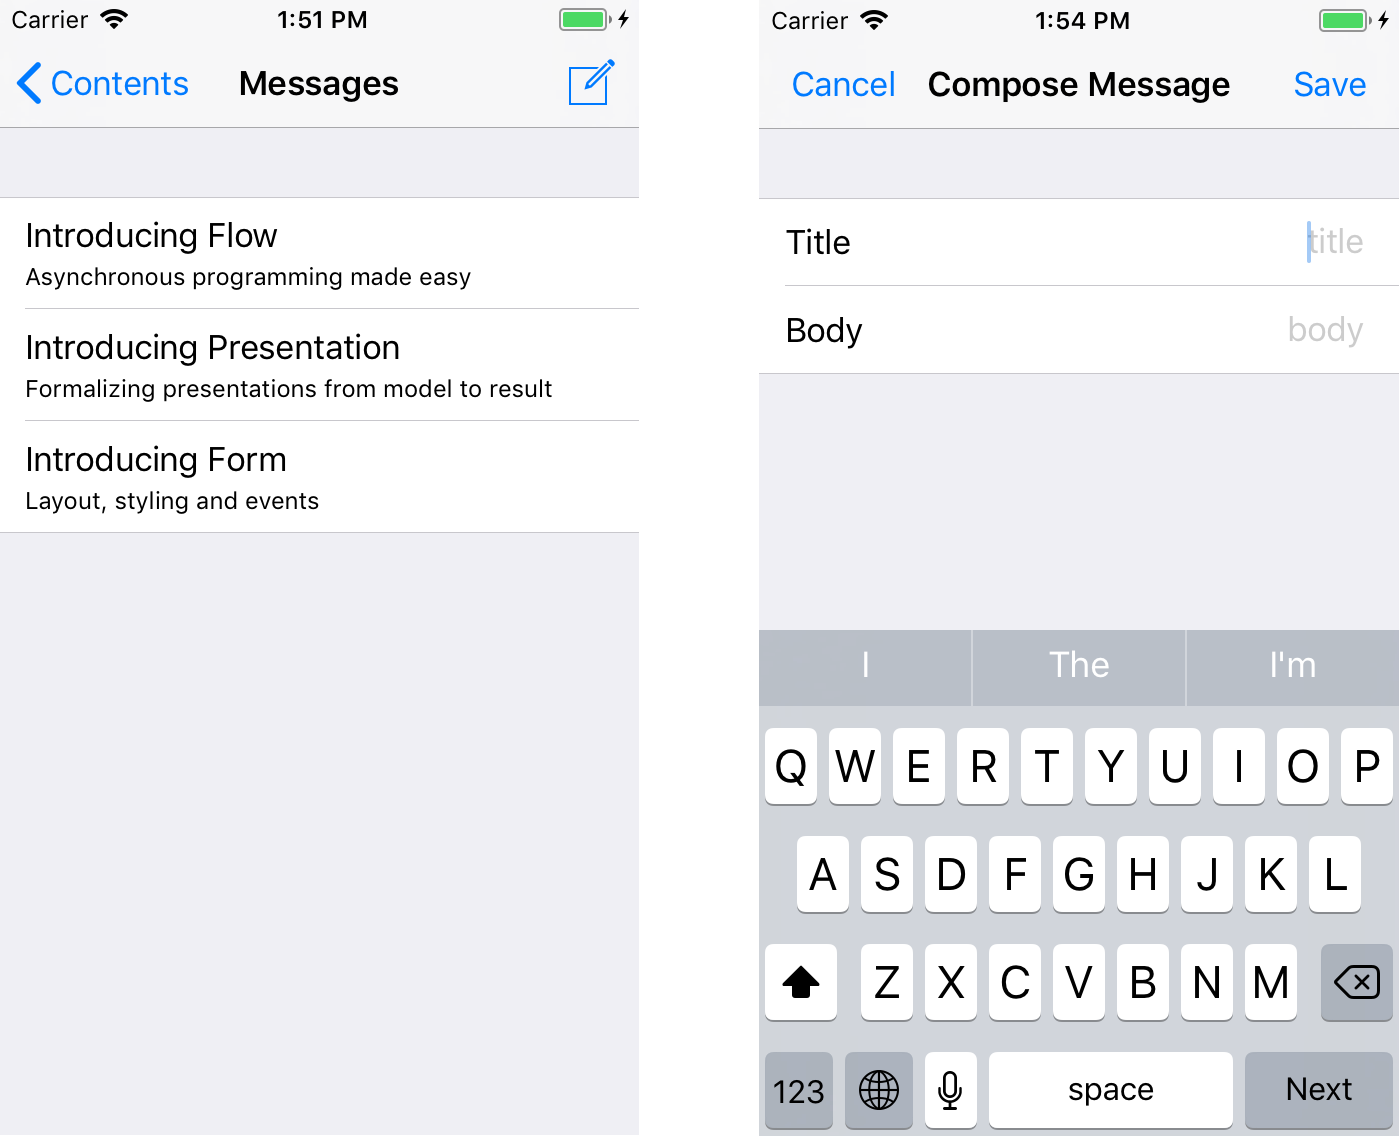 Carrier 1:51 PM
Contents Messages
Introducing Flow
Asynchronous programming made easy
Introducing Presentation
Formalizing presentations from model to result
Introducing Form
Layout, styling and events
Carrier 1:54 PM
Cancel Compose Message Save
Title title
Body body
I The I'm
Q W E R T Y U I O P
A S D F G H J K L
Z X C V B N M
123 space Next